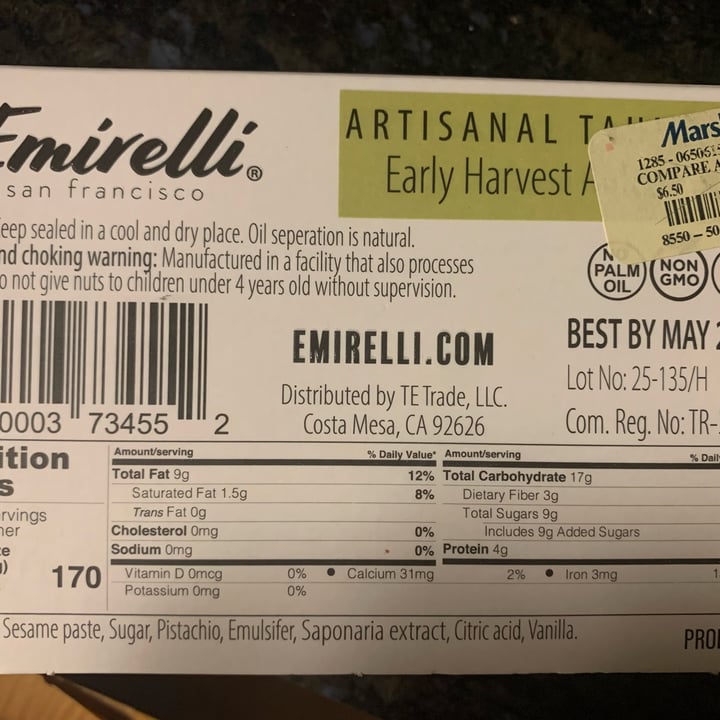 Emirelli®
san francisco
ARTISANAL
Early Harvest
1285 -
COMPARE
$6.50
8550 - 50
eep sealed in a cool and dry place. Oil seperation is natural.
nd choking warning: Manufactured in a facility that also processes
o not give nuts to children under 4 years old without supervision.
NO PALM OIL
NON GMO
0003 73455 2
EMIRELLI.COM
Distributed by TE Trade, LLC.
Costa Mesa, CA 92626
BEST BY MAY
Lot No: 25-135/H
Com. Reg. No: TR-
ition
s
rvings
ner
170
Amount/serving % Daily Value*
Total Fat 9g 12%
Saturated Fat 1.5g 8%
Trans Fat 0g
Cholesterol 0mg 0%
Sodium 0mg 0%
Amount/serving % Dail
Total Carbohydrate 17g
Dietary Fiber 3g
Total Sugars 9g
Includes 9g Added Sugars
Protein 4g
Vitamin D 0mcg 0% • Calcium 31mg 2% • Iron 3mg
Potassium 0mg 0%
Sesame paste, Sugar, Pistachio, Emulsifer, Saponaria extract, Citric acid, Vanilla.